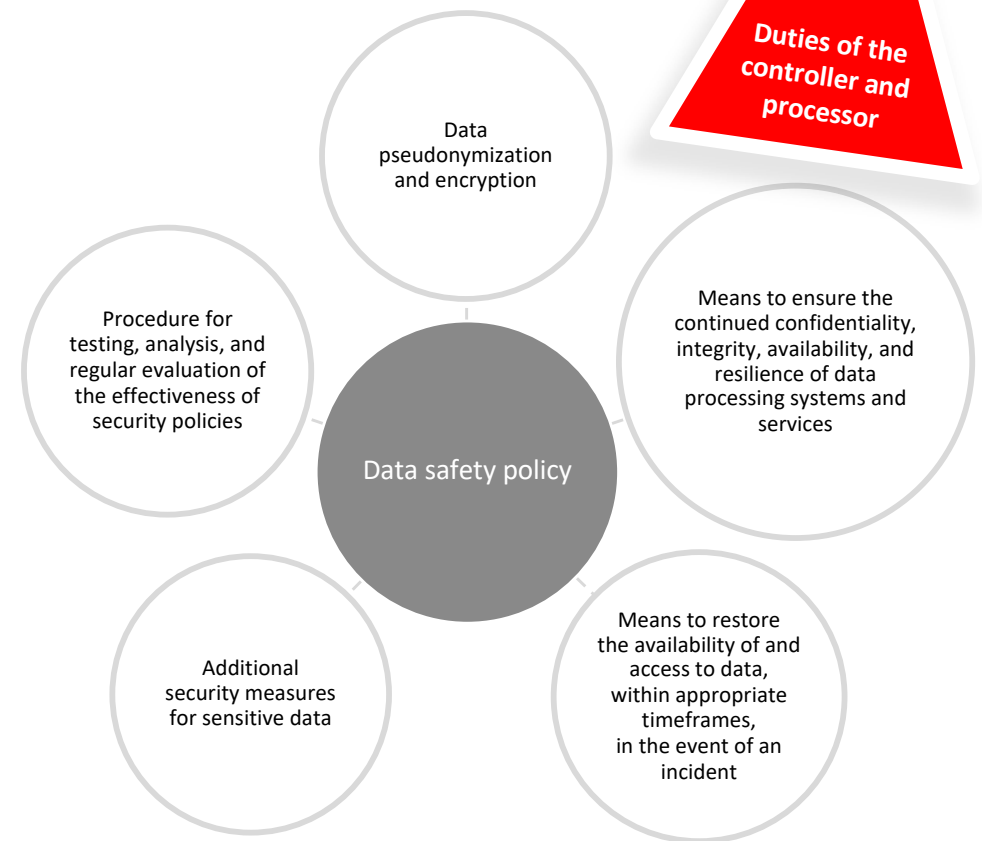 Duties of the
controller and
processor
Data
pseudonymization
and encryption
Means to ensure the
continued confidentiality,
integrity, availability, and
resilience of data
processing systems and
services
Procedure for
testing, analysis, and
regular evaluation of
the effectiveness of
security policies
Data safety policy
Means to restore
the availability of and
access to data,
within appropriate
timeframes,
in the event of an
incident
Additional
security measures
for sensitive data